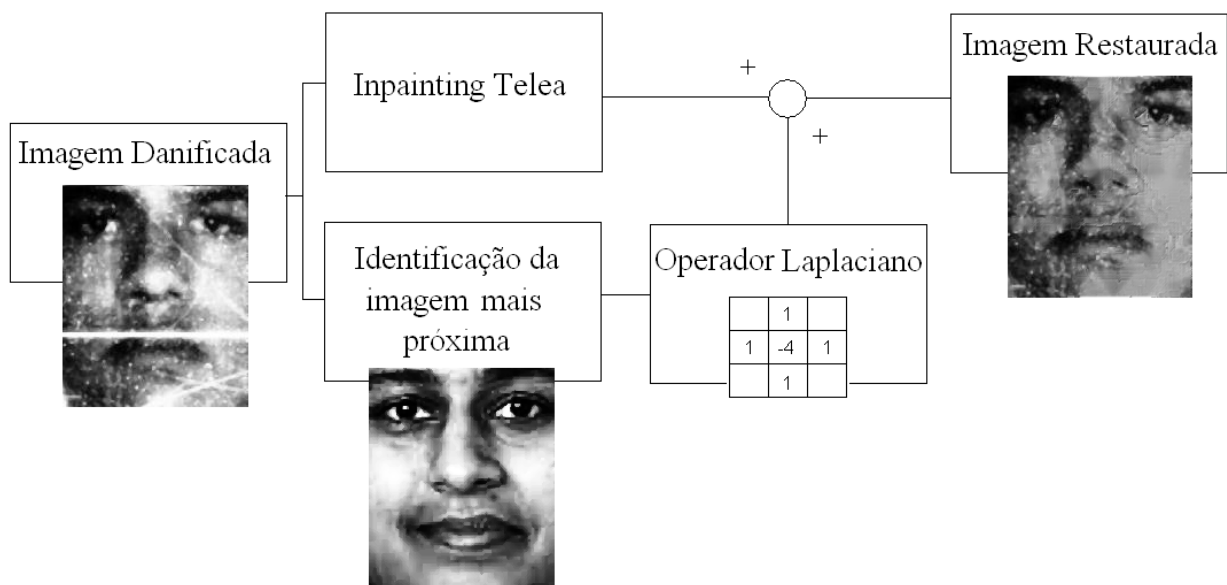 Imagem Danificada
Inpainting Telea
Identificação da
imagem mais
próxima
+
+
Operador Laplaciano
1
1 -4 1
1
Imagem Restaurada